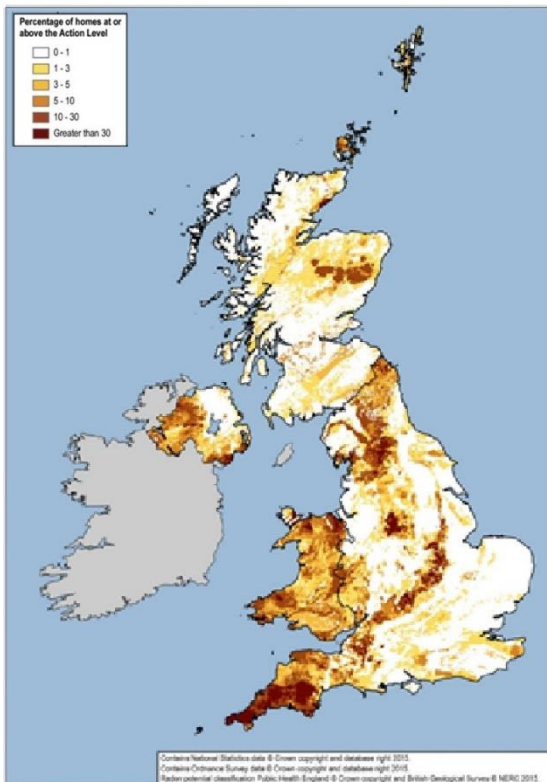 Percentage of homes at or
above the Action Level
0 - 1
1 - 3
3 - 5
5 - 10
10 - 30
Greater than 30
Contains National Statistics data © Crown copyright and database right 2015.
Contains Ordnance Survey data © Crown copyright and database right 2015.
Radon potential classification Public Health England © Crown copyright and British Geological Survey © NERC 2015